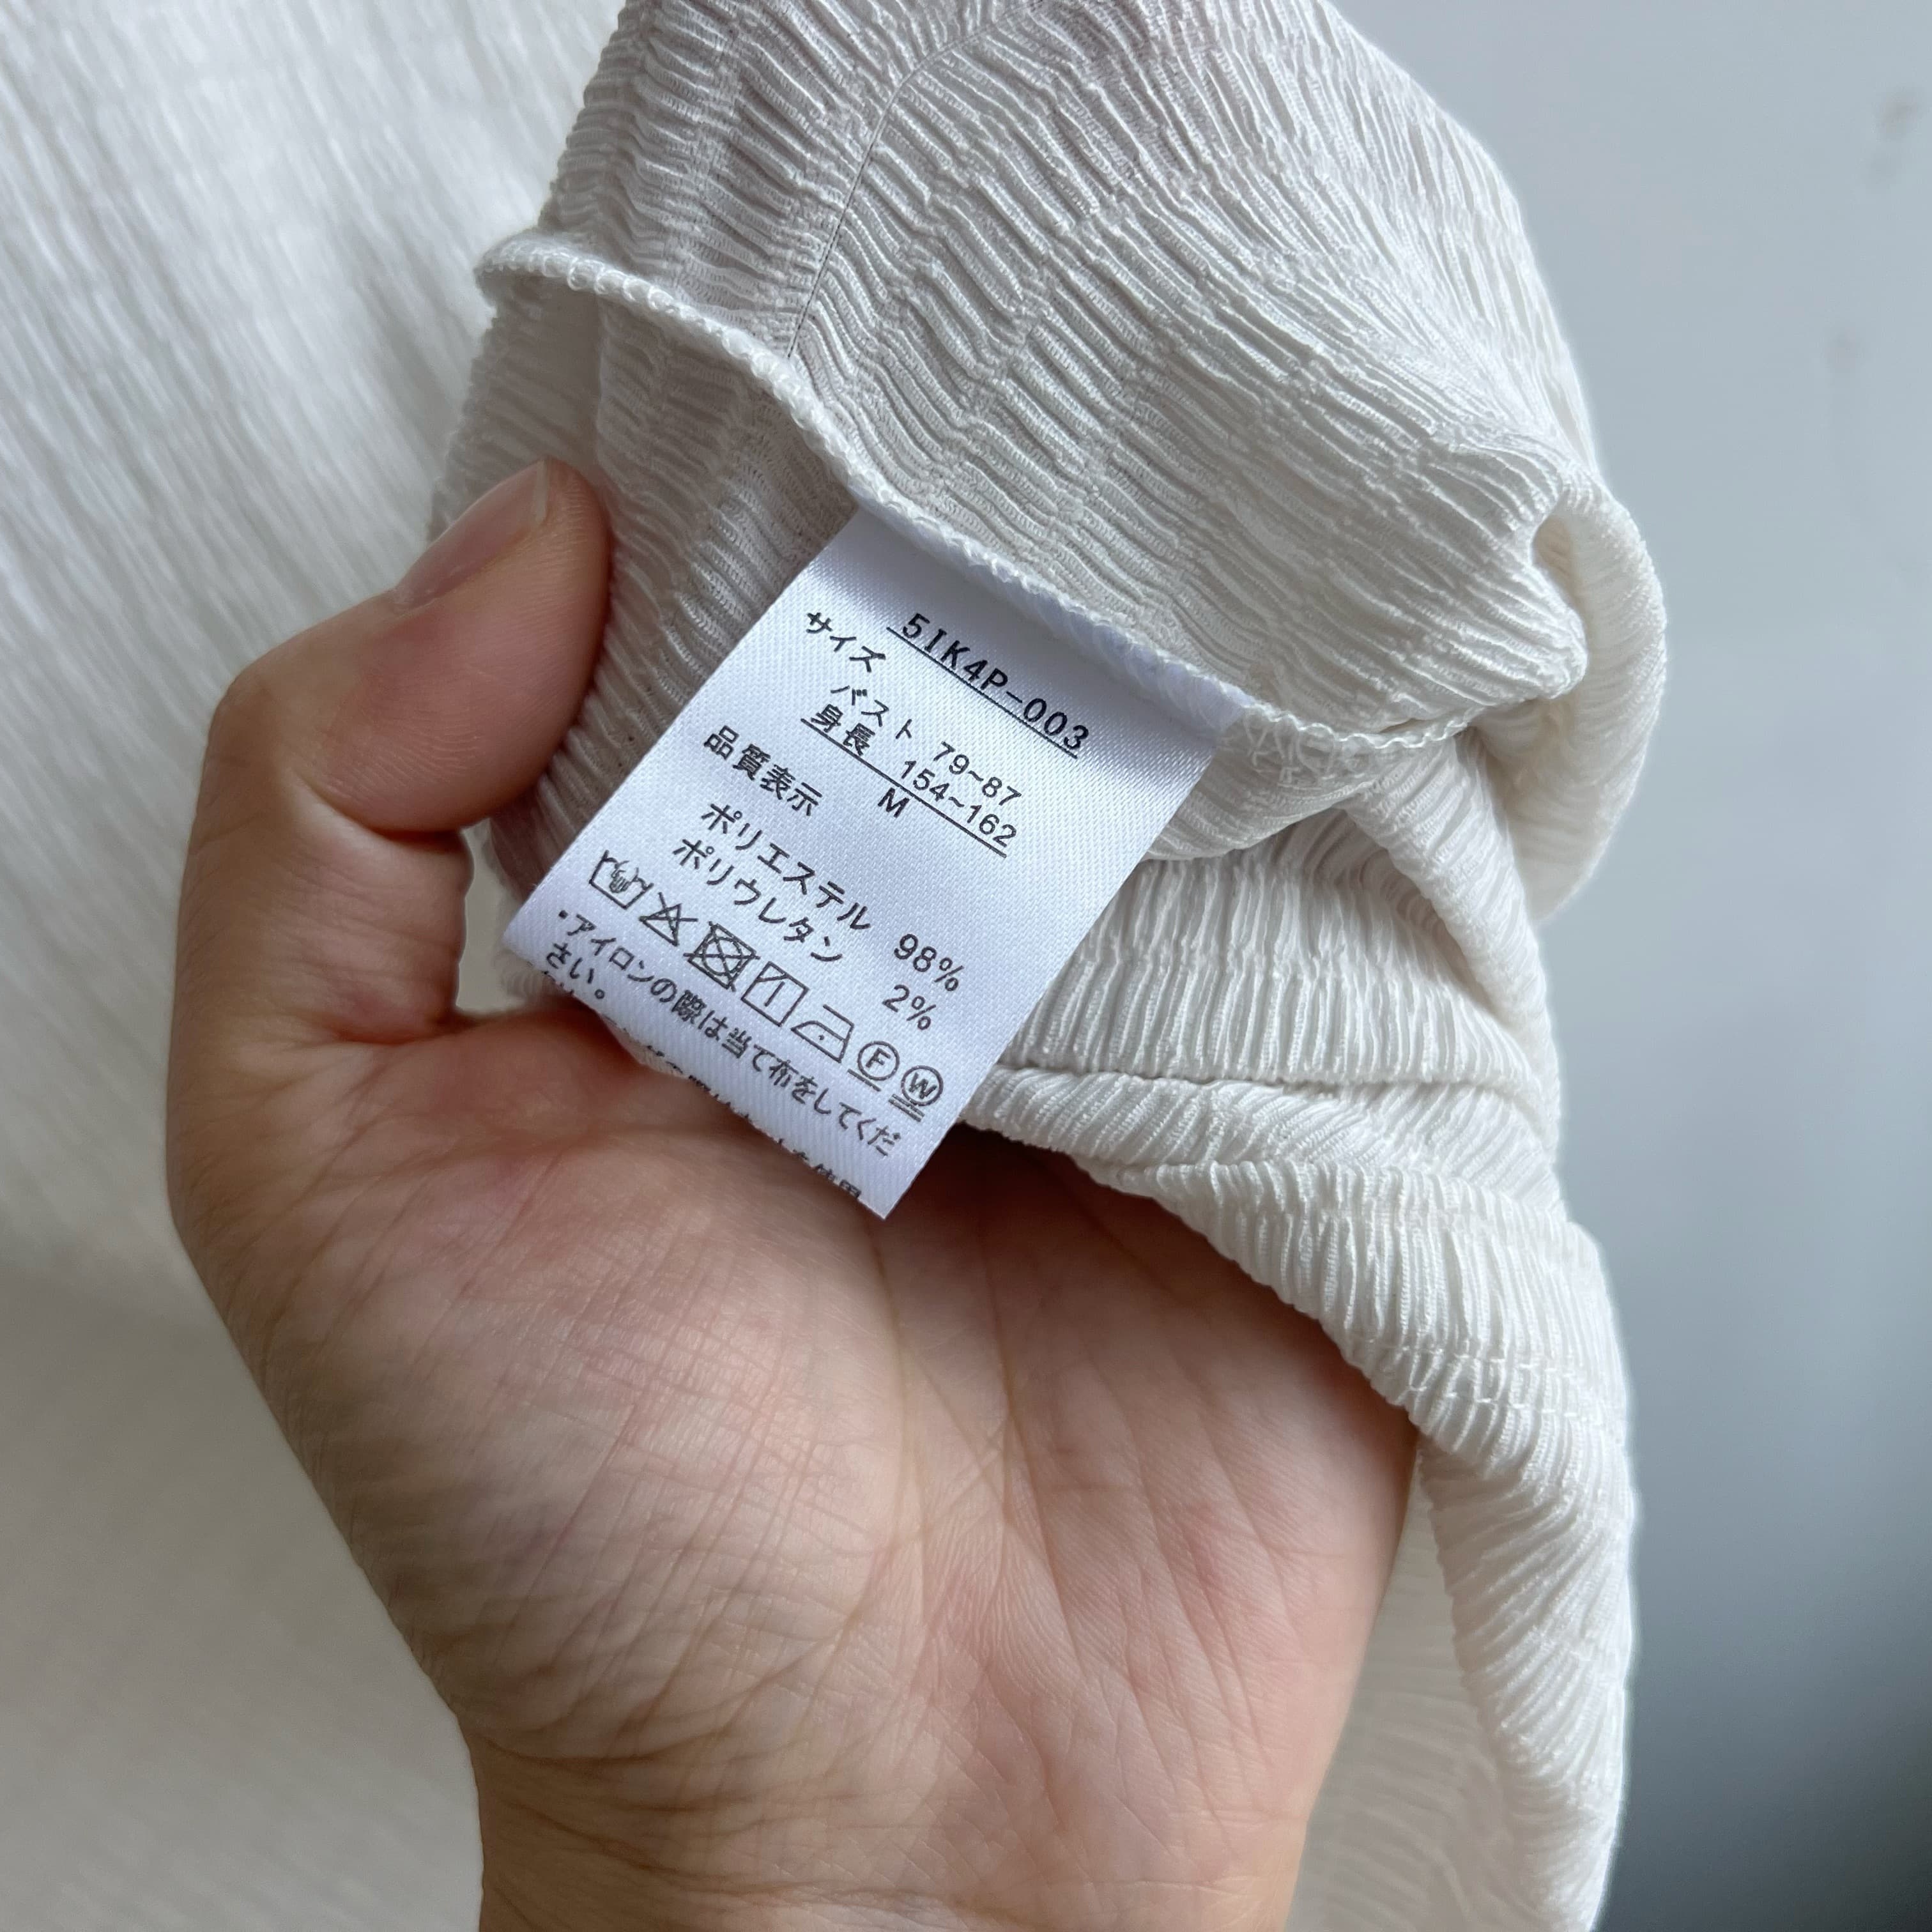 5IK4P-003
サイズ
バスト 79~87
身長 154~162
M
品質表示
ポリエステル 98%
ポリウレタン 2%
F W
・アイロンの際は当て布をしてくだ
さい。